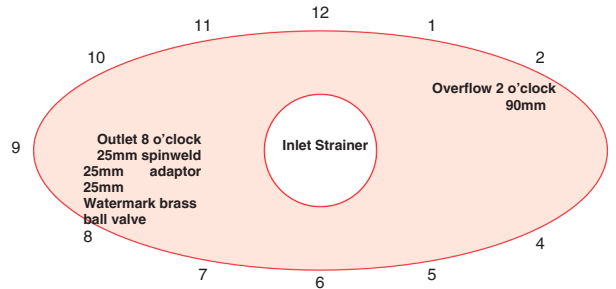 12
11
1
10
2
Overflow 2 o’clock
90mm
9
Inlet Strainer
Outlet 8 o’clock
25mm spinweld
25mm adaptor
25mm
Watermark brass
ball valve
8
4
7
5
6